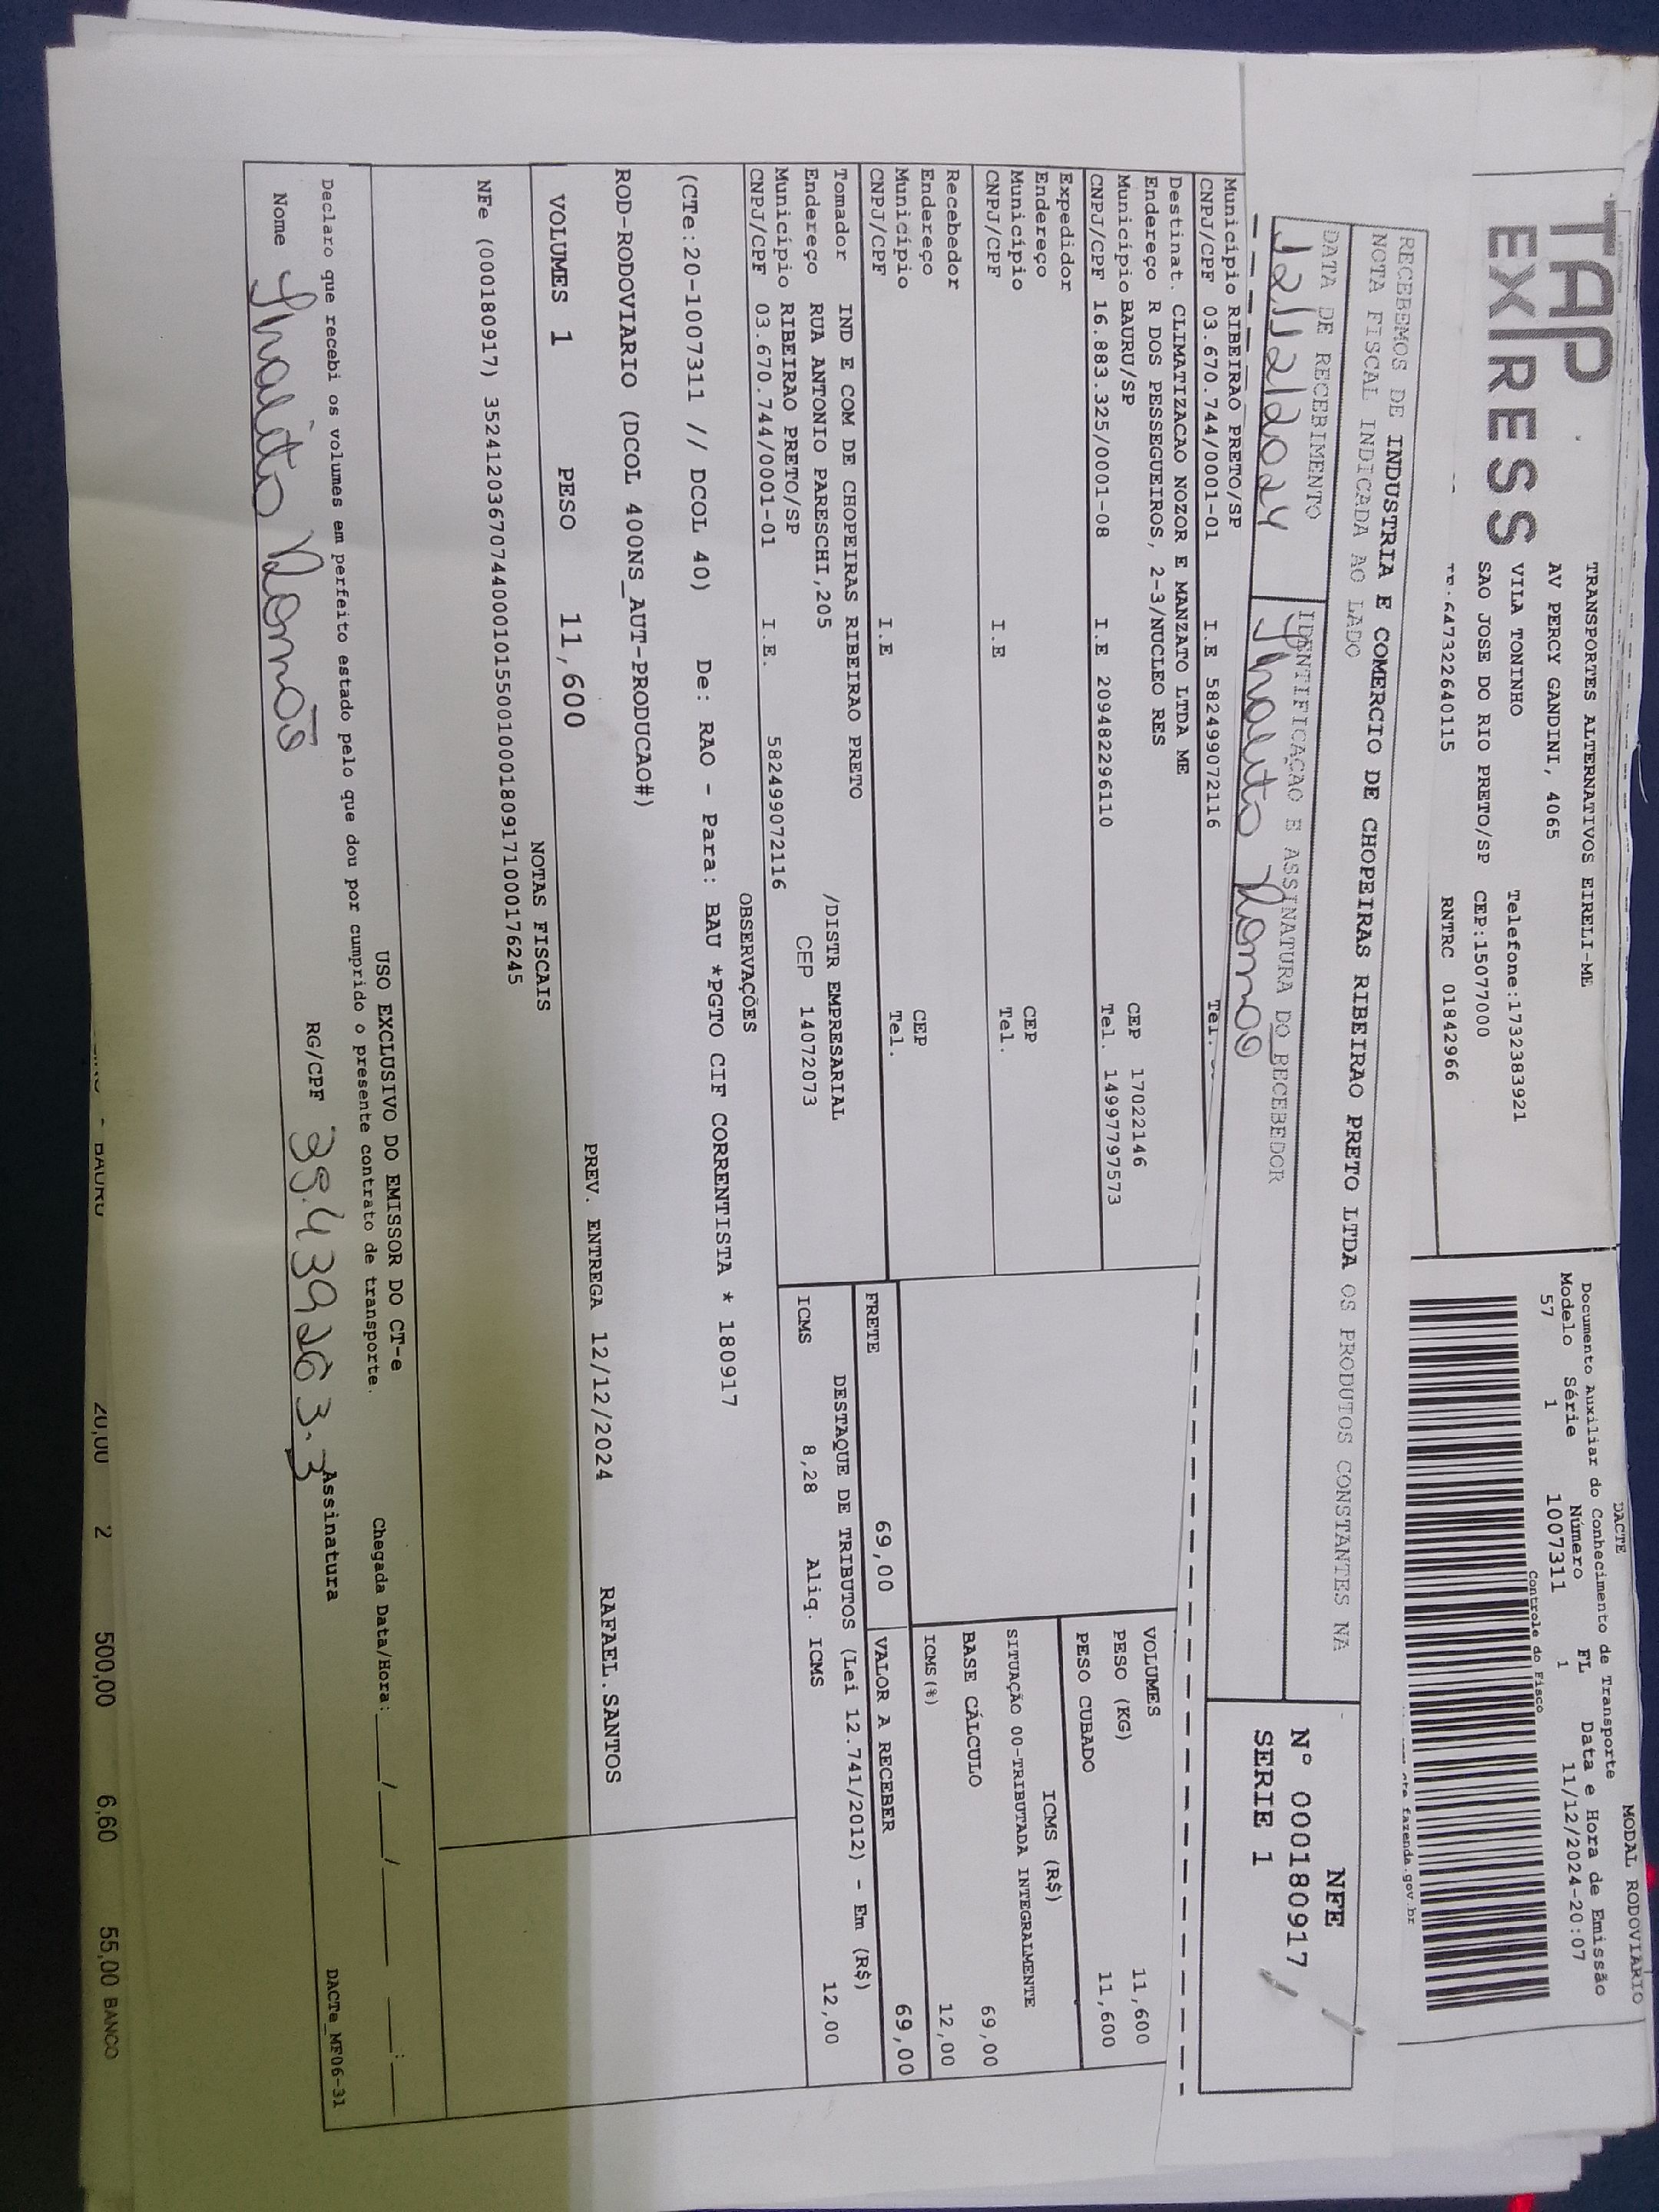 TAP
EXPRESS
TRANSPORTES ALTERNATIVOS EIRELI-ME
AV PERCY GANDINI, 4065
VILA TONINHO Telefone:1732383921
SAO JOSE DO RIO PRETO/SP CEP:15077000
647322640115 RNTRC 01842966
MODAL RODOVIARIO
DACTE
Documento Auxiliar do Conhecimento de Transporte
Modelo Série Número FL Data e Hora de Emissão
57 1 1007311 1 11/12/2024-20:07
Controle do Fisco
fazenda.gov.br
RECEBEMOS DE INDUSTRIA E COMERCIO DE CHOPEIRAS RIBEIRAO PRETO LTDA OS PRODUTOS CONSTANTES NA
NOTA FISCAL INDICADA AO LADO
DATA DE RECEBIMENTO IDENTIFICAÇAO E ASSINATURA DO RECEBEDOR
12/12/2024
NFE
Nº 000180917
SERIE 1
Município RIBEIRAO PRETO/SP
CNPJ/CPF 03.670.744/0001-01 I.E 582499072116 Tel.
Destinat. CLIMATIZACAO NOZOR E MANZATO LTDA ME
Endereço R DOS PESSEGUEIROS, 2-3/NUCLEO RES
Município BAURU/SP CEP 17022146
CNPJ/CPF 16.883.325/0001-08 I.E 209482296110 Tel. 14997797573
Expedidor
Endereço
Município CEP
CNPJ/CPF I.E Tel.
Recebedor
Endereço
Município CEP
CNPJ/CPF I.E Tel.
VOLUMES
PESO (KG) 11,600
PESO CUBADO 11,600
ICMS (R$)
SITUAÇÃO 00-TRIBUTADA INTEGRALMENTE
BASE CÁLCULO 69,00
ICMS (%) 12,00
Tomador IND E COM DE CHOPEIRAS RIBEIRAO PRETO
Endereço RUA ANTONIO PARESCHI,205 /DISTR EMPRESARIAL
Município RIBEIRAO PRETO/SP CEP 14072073
CNPJ/CPF 03.670.744/0001-01 I.E. 582499072116
FRETE 69,00 VALOR A RECEBER 69,00
DESTAQUE DE TRIBUTOS (Lei 12.741/2012) - Em (R$)
ICMS 8,28 Aliq. ICMS 12,00
OBSERVAÇÕES
(CTe:20-1007311 // DCOL 40) De: RAO - Para: BAU *PGTO CIF CORRENTISTA * 180917
ROD-RODOVIARIO (DCOL 400NS_AUT-PRODUCAO#)
PREV. ENTREGA 12/12/2024 RAFAEL.SANTOS
VOLUMES 1 PESO 11,600
NOTAS FISCAIS
NFe (000180917) 35241203670744000101550010001809171000176245
USO EXCLUSIVO DO EMISSOR DO CT-e
Declaro que recebi os volumes em perfeito estado pelo que dou por cumprido o presente contrato de transporte.
Chegada Data/Hora: ___/___/____ __:__
Nome RG/CPF Assinatura
DACTe_MF06-31
BAURU 20,00 2 500,00 6,60 55,00 BANCO